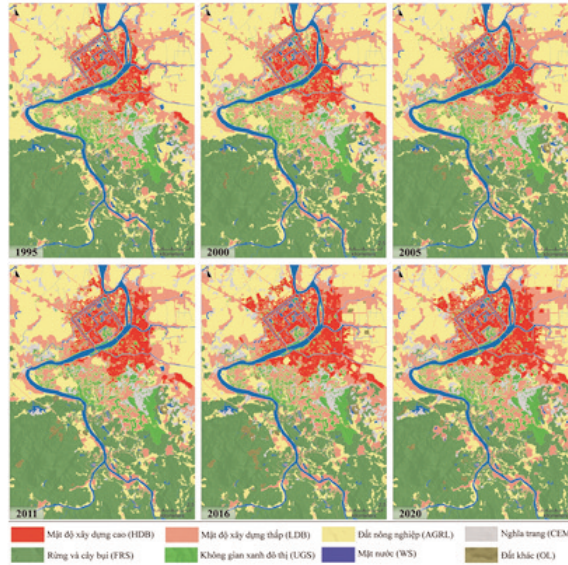 1995
2000
2005
2011
2016
2020
Mật độ xây dựng cao (HDB)
Mật độ xây dựng thấp (LDB)
Đất nông nghiệp (AGRL)
Nghĩa trang (CEM
Rừng và cây bụi (FRS)
Không gian xanh đô thị (UGS)
Mặt nước (WS)
Đất khác (OL)